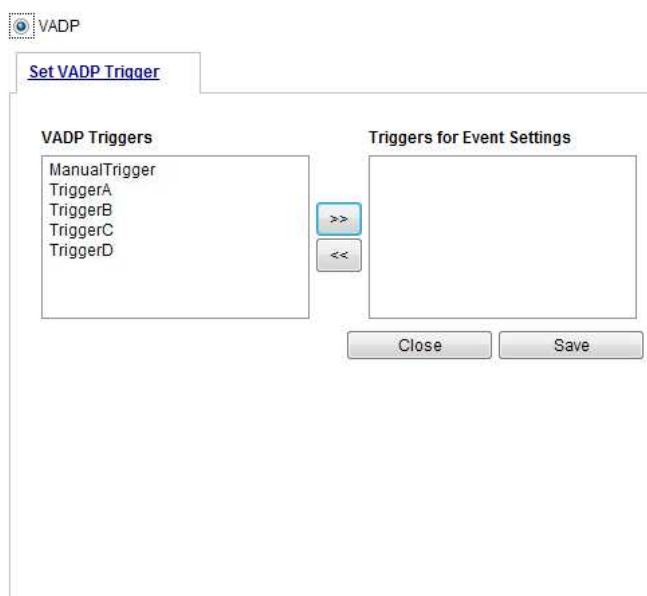 VADP
Set VADP Trigger
VADP Triggers
Triggers for Event Settings
ManualTrigger
TriggerA
TriggerB
TriggerC
TriggerD
>>
<<
Close
Save